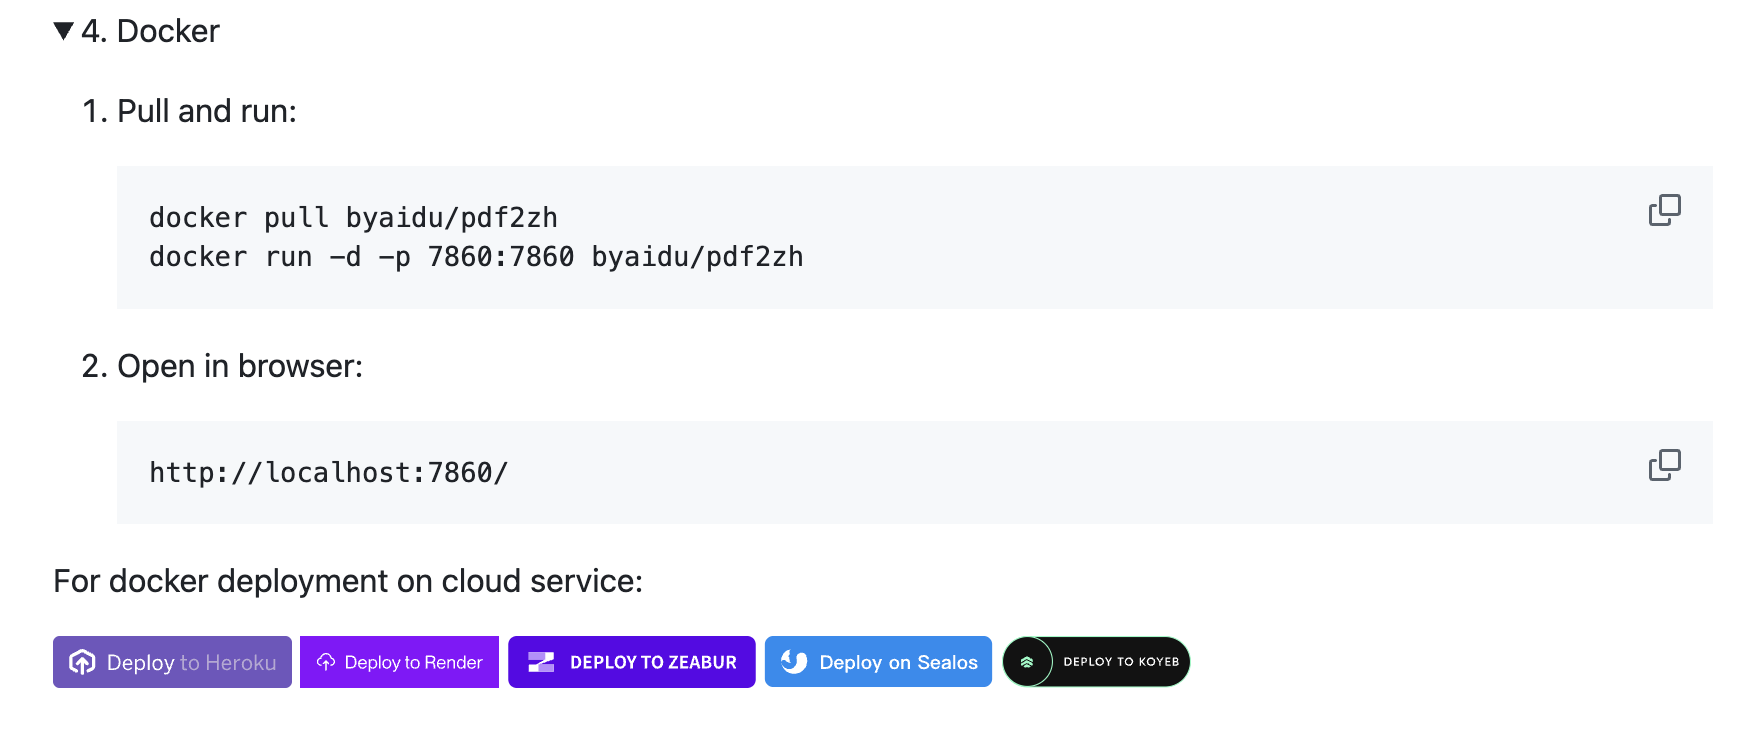 4. Docker
1. Pull and run:
docker pull byaidu/pdf2zh
docker run -d -p 7860:7860 byaidu/pdf2zh
2. Open in browser:
http://localhost:7860/
For docker deployment on cloud service:
Deploy to Heroku
Deploy to Render
DEPLOY TO ZEABUR
Deploy on Sealos
DEPLOY TO KOYEB